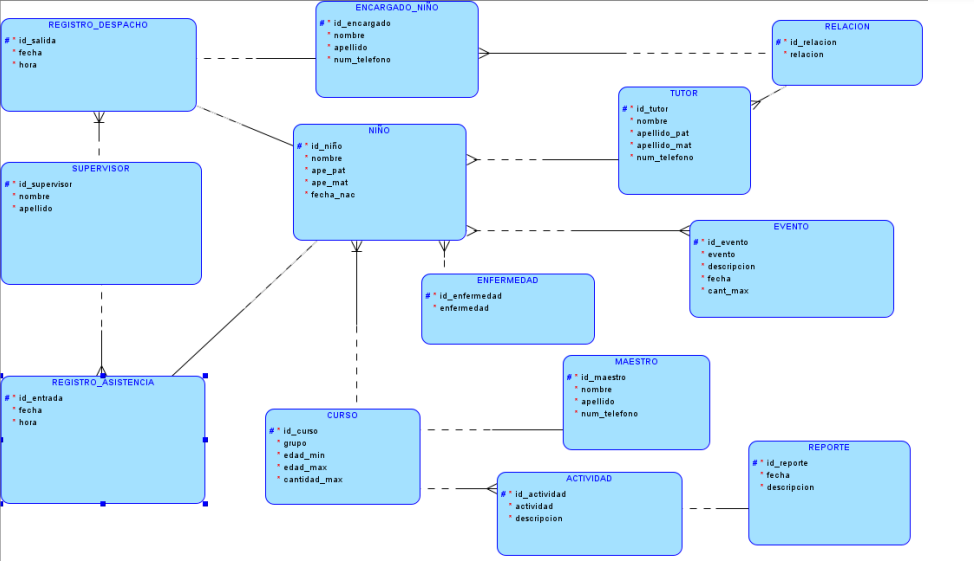 REGISTRO_DESPACHO
# * id_salida
* fecha
* hora
ENCARGADO_NIÑO
# * id_encargado
* nombre
* apellido
* num_telefono
RELACION
# * id_relacion
* relacion
TUTOR
# * id_tutor
* nombre
* apellido_pat
* apellido_mat
* num_telefono
NIÑO
# * id_niño
* nombre
* ape_pat
* ape_mat
* fecha_nac
SUPERVISOR
# * id_supervisor
* nombre
* apellido
EVENTO
# * id_evento
* evento
* descripcion
* fecha
* cant_max
ENFERMEDAD
# * id_enfermedad
* enfermedad
REGISTRO_ASISTENCIA
# * id_entrada
* fecha
* hora
MAESTRO
# * id_maestro
* nombre
* apellido
* num_telefono
CURSO
# * id_curso
* grupo
* edad_min
* edad_max
* cantidad_max
REPORTE
# * id_reporte
* fecha
* descripcion
ACTIVIDAD
# * id_actividad
* actividad
* descripcion